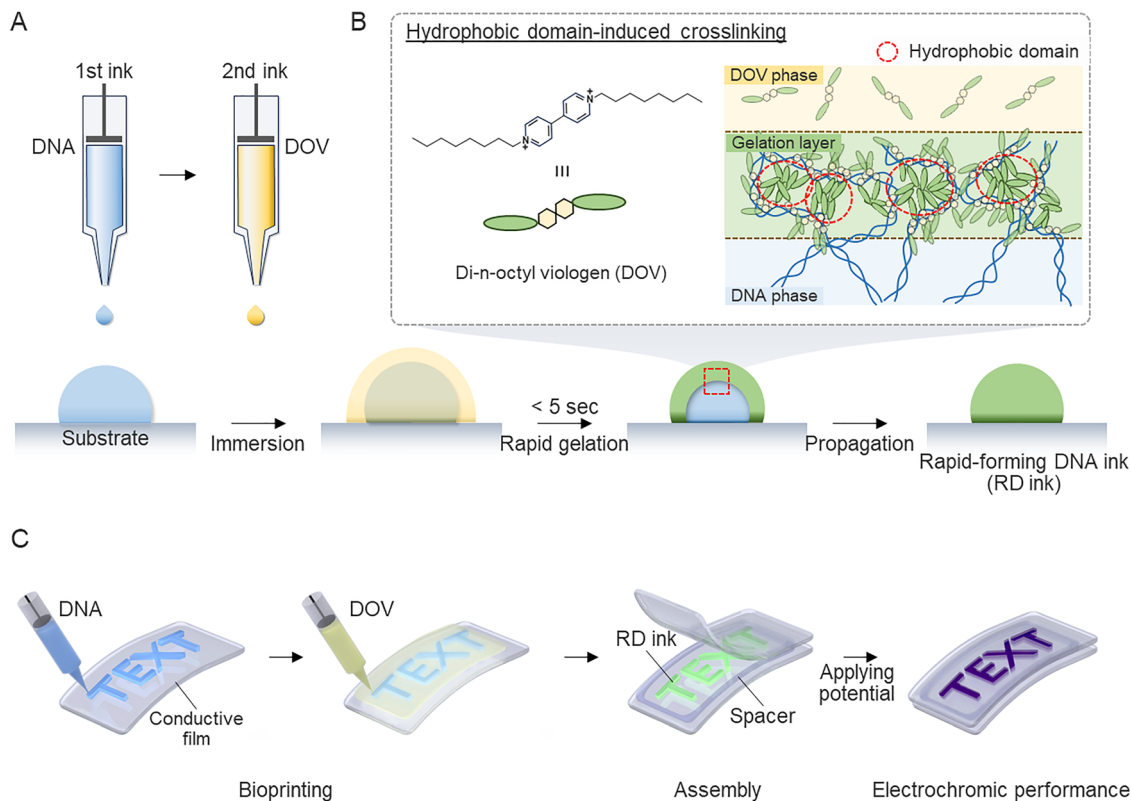 A
1st ink
2nd ink
DNA
DOV
B
Hydrophobic domain-induced crosslinking
N
+
N
+
Di-n-octyl viologen (DOV)
Hydrophobic domain
DOV phase
Gelation layer
DNA phase
Substrate
Immersion
< 5 sec
Rapid gelation
Propagation
Rapid-forming DNA ink
(RD ink)
C
DNA
TEXT
Conductive
film
DOV
TEXT
RD ink
TEXT
Spacer
Applying
potential
TEXT
Bioprinting
Assembly
Electrochromic performance